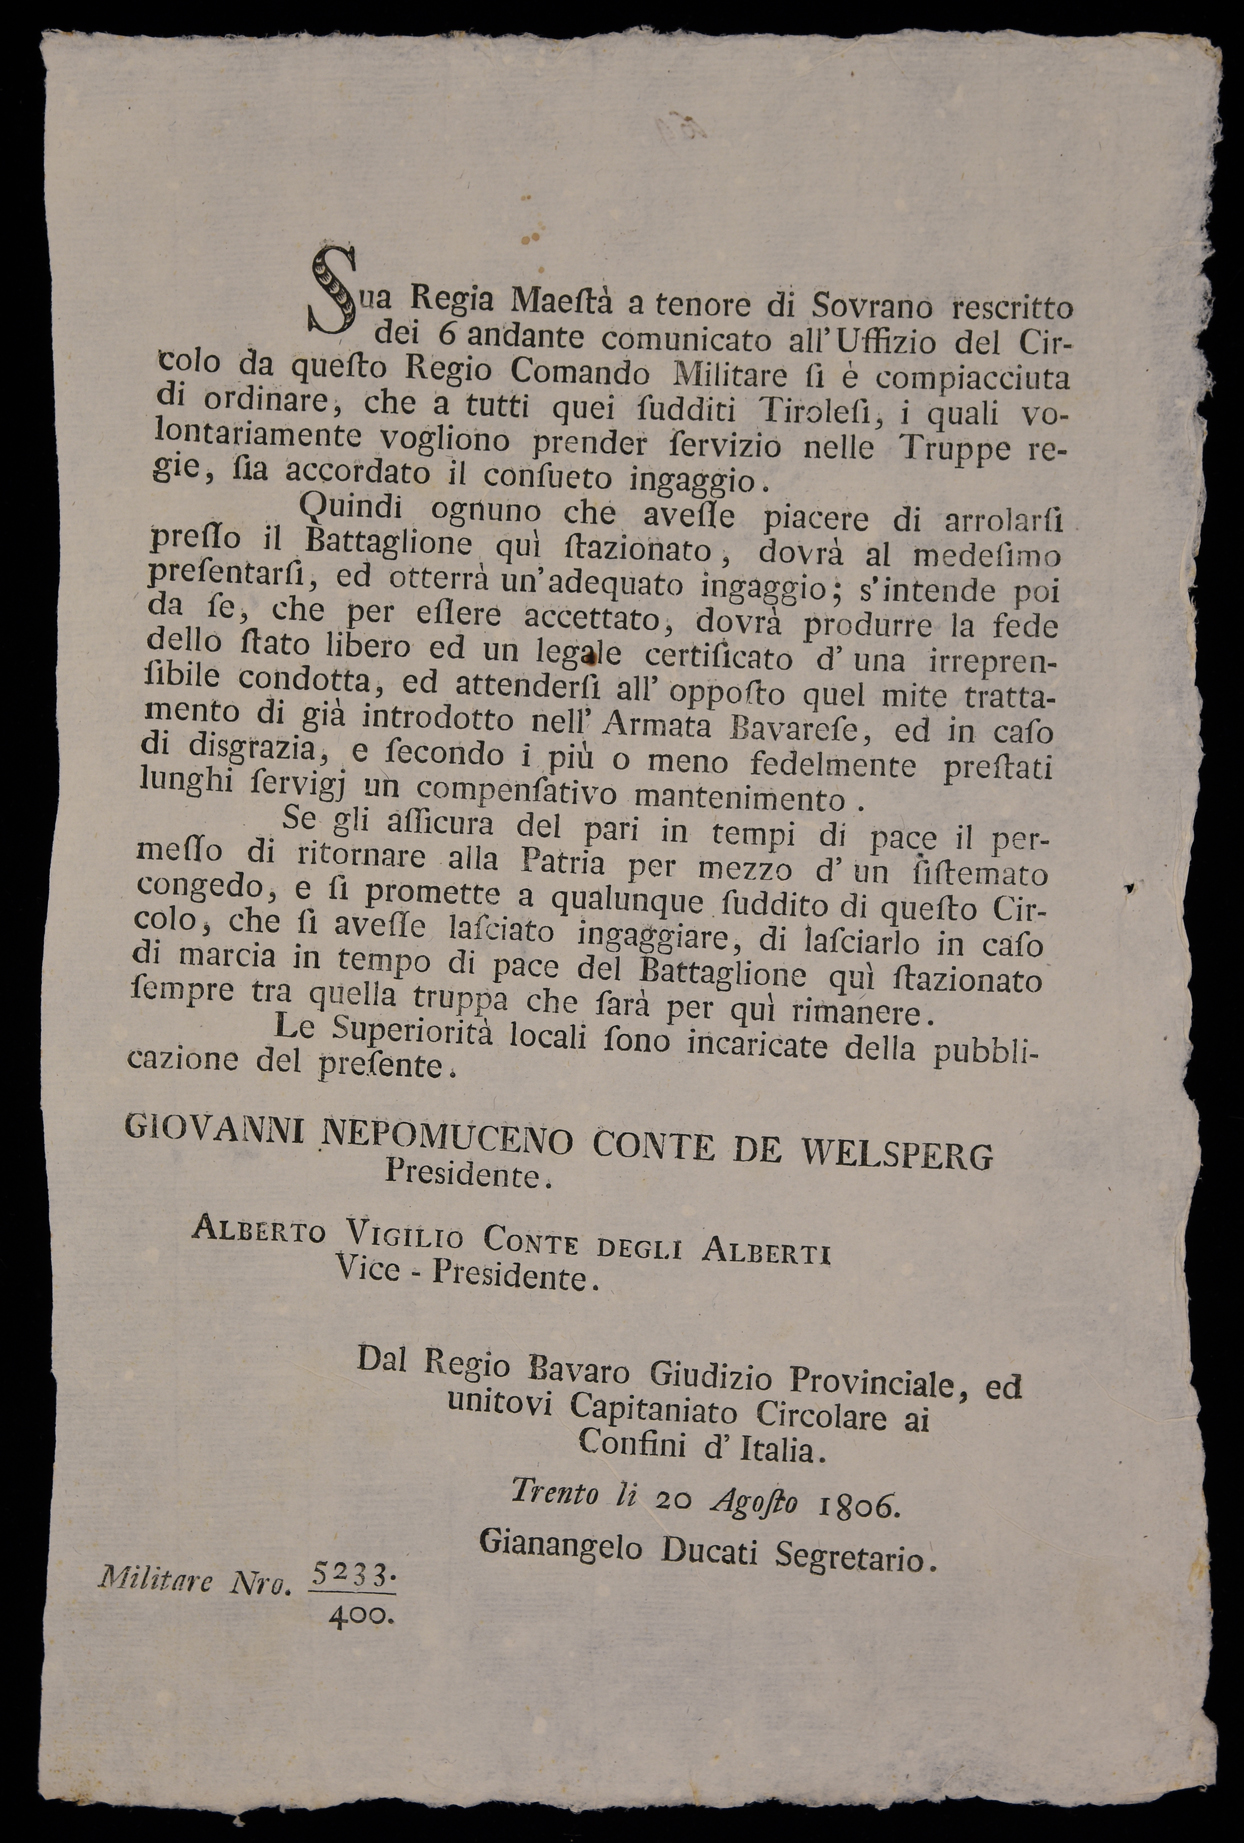 Sua Regia Maeſtà a tenore di Sovrano rescritto
dei 6 andante comunicato all' Uffizio del Cir-
colo da queſto Regio Comando Militare ſi è compiacciuta
di ordinare, che a tutti quei ſudditi Tiroleſi, i quali vo-
lontariamente vogliono prender ſervizio nelle Truppe re-
gie, ſia accordato il conſueto ingaggio.
Quindi ognuno che aveſſe piacere di arrolarſi
preſſo il Battaglione quì ſtazionato, dovrà al medeſimo
preſentarſi, ed otterrà un' adequato ingaggio; s' intende poi
da ſe, che per eſſere accettato, dovrà produrre la fede
dello ſtato libero ed un legale certificato d' una irrepren-
ſibile condotta, ed attenderſi all' oppoſto quel mite tratta-
mento di già introdotto nell' Armata Bavareſe, ed in caſo
di disgrazia, e ſecondo i più o meno fedelmente preſtati
lunghi ſervigj un compenſativo mantenimento.
Se gli aſſicura del pari in tempi di pace il per-
meſſo di ritornare alla Patria per mezzo d' un ſiſtemato
congedo, e ſi promette a qualunque ſuddito di queſto Cir-
colo, che ſi aveſſe laſciato ingaggiare, di laſciarlo in caſo
di marcia in tempo di pace del Battaglione quì ſtazionato
ſempre tra quella truppa che ſarà per quì rimanere.
Le Superiorità locali ſono incaricate della pubbli-
cazione del preſente.
GIOVANNI NEPOMUCENO CONTE DE WELSPERG
Presidente.
ALBERTO VIGILIO CONTE DEGLI ALBERTI
Vice - Presidente.
Dal Regio Bavaro Giudizio Provinciale, ed
unitovi Capitaniato Circolare ai
Confini d' Italia.
Trento li 20 Agoſto 1806.
Gianangelo Ducati Segretario.
Militare Nro. 5233.
400.